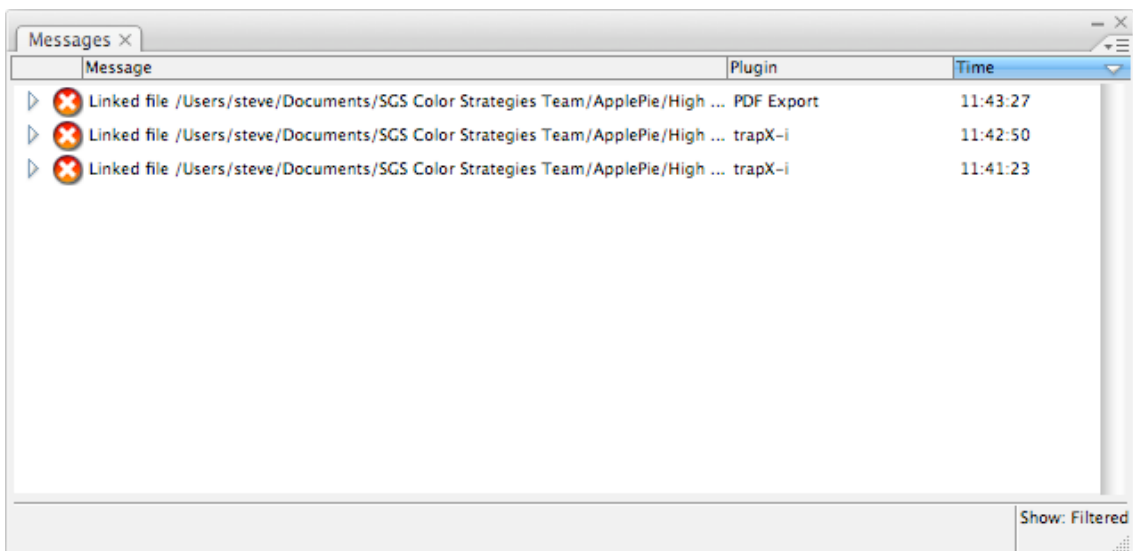 Messages ×
Message Plugin Time
Linked file /Users/steve/Documents/SGS Color Strategies Team/ApplePie/High ... PDF Export 11:43:27
Linked file /Users/steve/Documents/SGS Color Strategies Team/ApplePie/High ... trapX-i 11:42:50
Linked file /Users/steve/Documents/SGS Color Strategies Team/ApplePie/High ... trapX-i 11:41:23
Show: Filtered